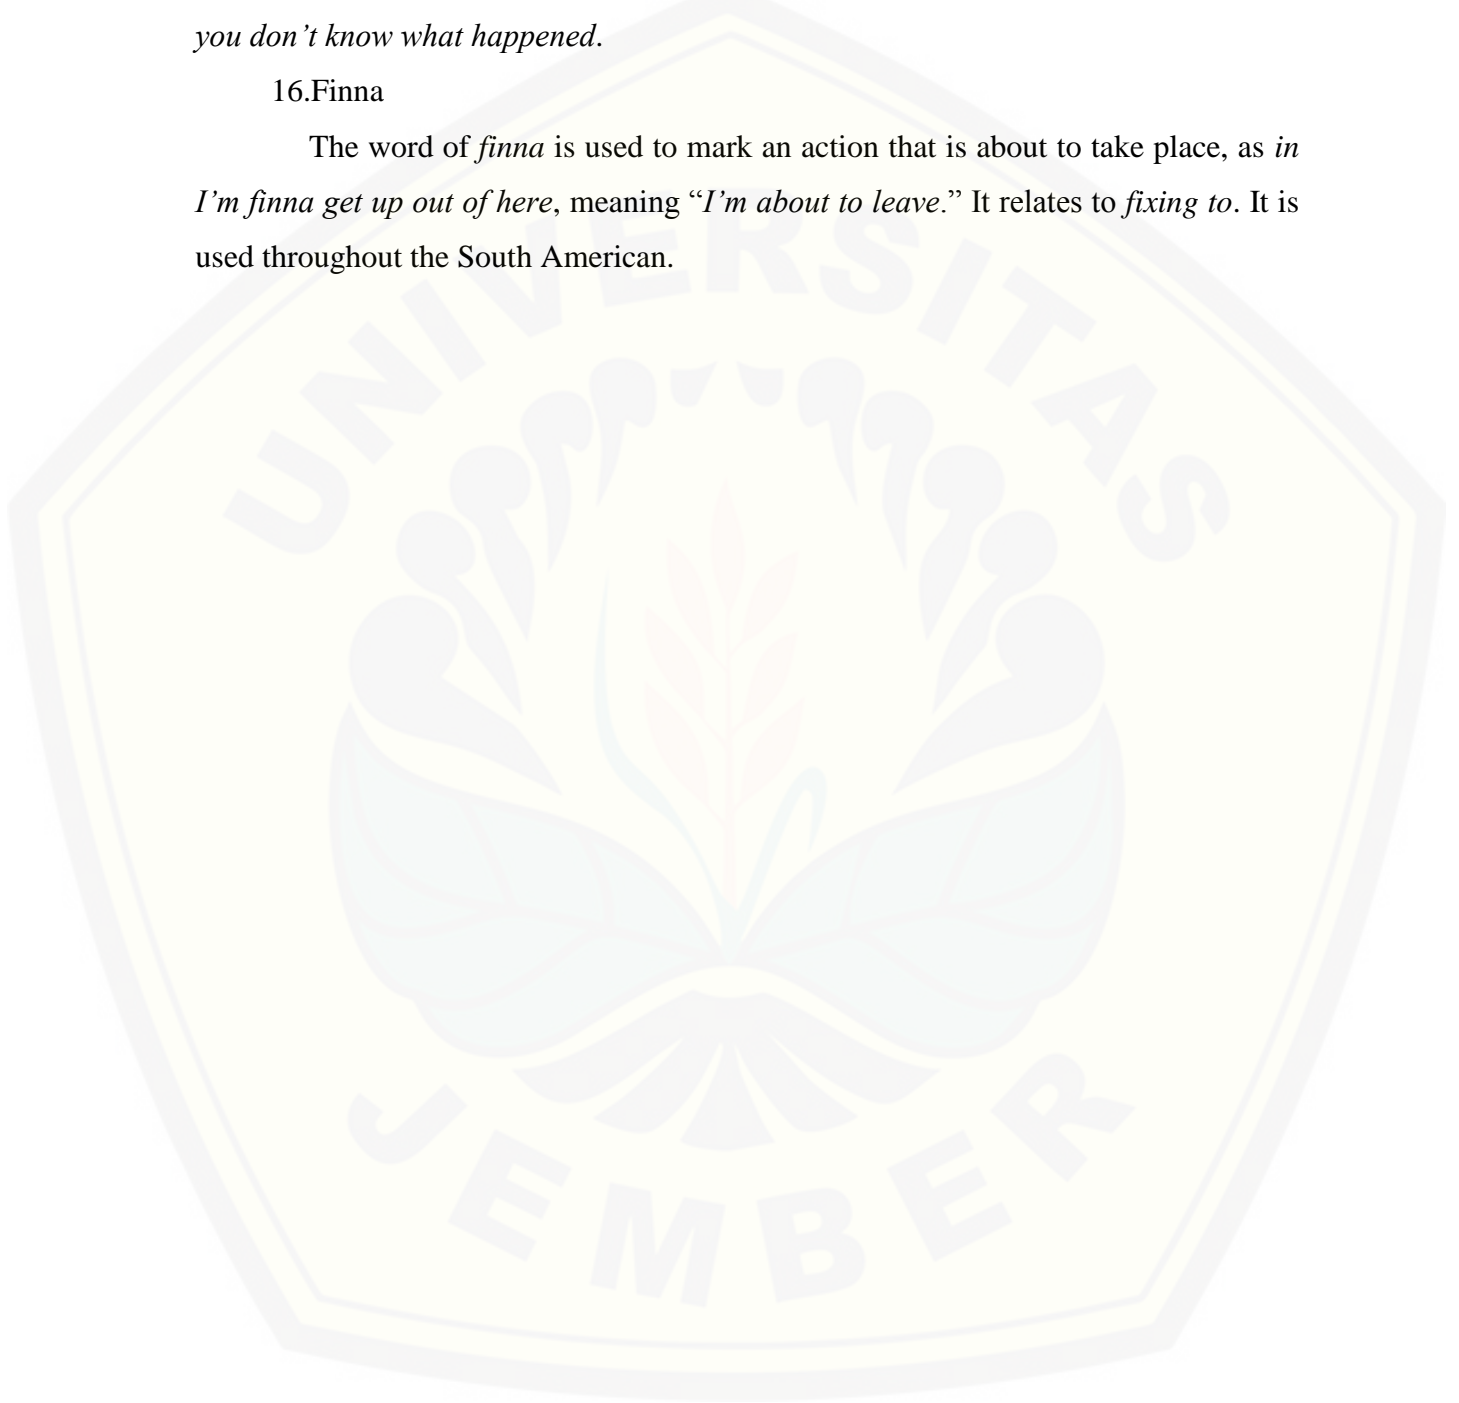 you don’t know what happened.
16.Finna
The word of finna is used to mark an action that is about to take place, as in
I’m finna get up out of here, meaning “I’m about to leave.” It relates to fixing to. It is
used throughout the South American.
UNIVERSITAS
JEMBER